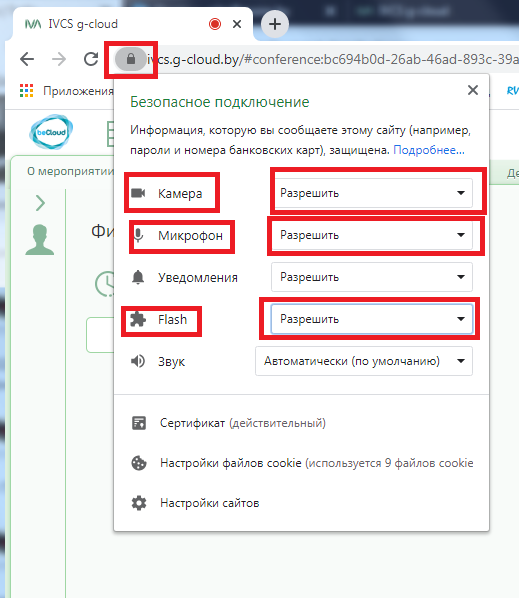 IVCS g-cloud
ivcs.g-cloud.by/#conference:bc694b0d-26ab-46ad-893c-39a
Приложения
beCloud
О мероприятии
Безопасное подключение
Информация, которую вы сообщаете этому сайту (например,
пароли и номера банковских карт), защищена. Подробнее...
Камера Разрешить
Микрофон Разрешить
Уведомления Разрешить
Flash Разрешить
Звук Автоматически (по умолчанию)
Сертификат (действительный)
Настройки файлов cookie (используется 9 файлов cookie
Настройки сайтов